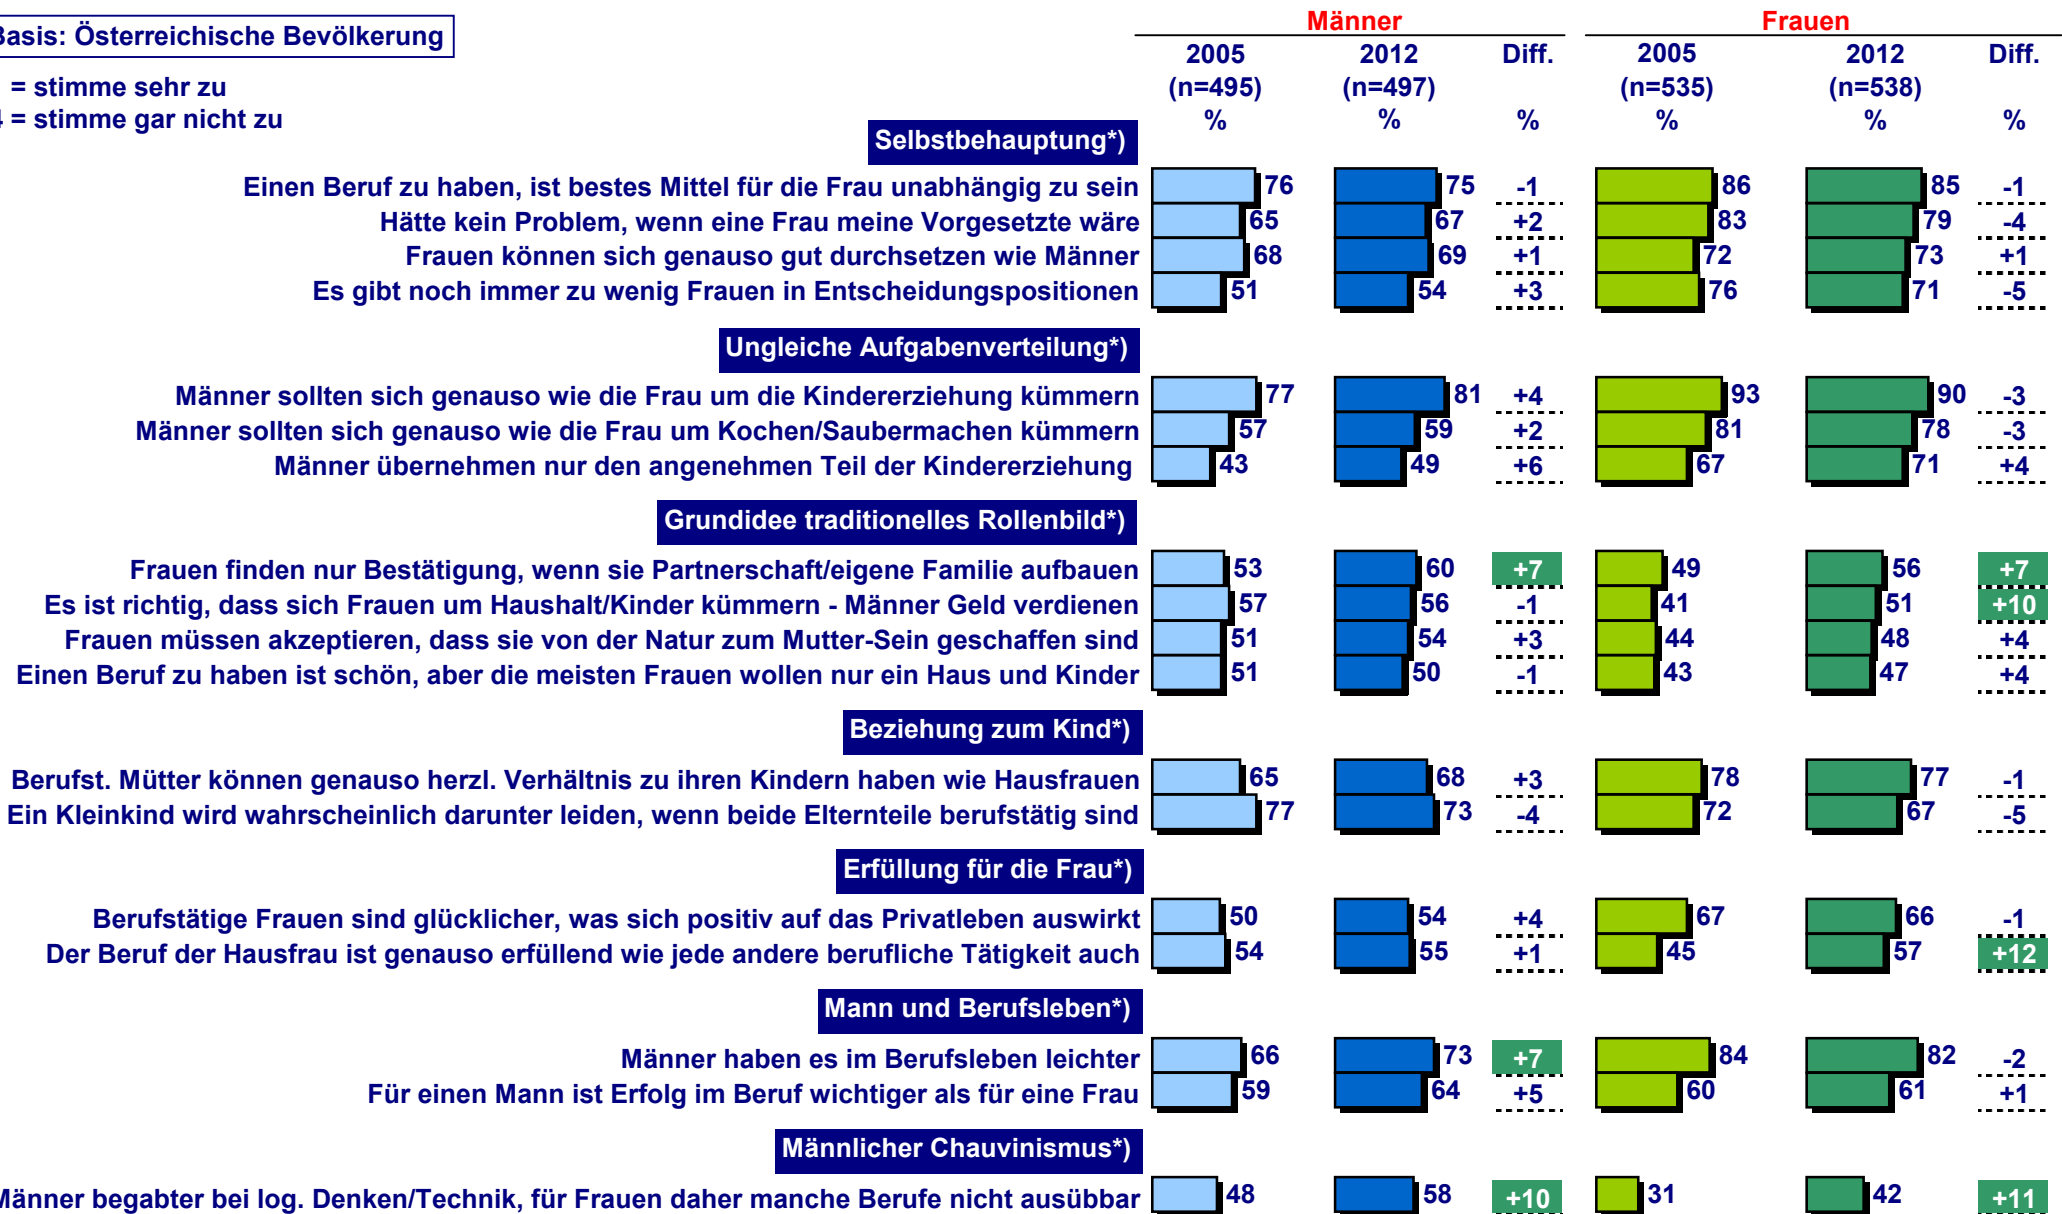 Männer Frauen
Basis: Österreichische Bevölkerung
2005 2012 Diff. 2005 2012 Diff.
= stimme sehr zu (n=495) (n=497) (n=535) (n=538)
4 = stimme gar nicht zu % % % % % %
Selbstbehauptung*)
Einen Beruf zu haben, ist bestes Mittel für die Frau unabhängig zu sein 76 75 -1 86 85 -1
Hätte kein Problem, wenn eine Frau meine Vorgesetzte wäre 65 67 +2 83 79 -4
Frauen können sich genauso gut durchsetzen wie Männer 68 69 +1 72 73 +1
Es gibt noch immer zu wenig Frauen in Entscheidungspositionen 51 54 +3 76 71 -5
Ungleiche Aufgabenverteilung*)
Männer sollten sich genauso wie die Frau um die Kindererziehung kümmern 77 81 +4 93 90 -3
Männer sollten sich genauso wie die Frau um Kochen/Saubermachen kümmern 57 59 +2 81 78 -3
Männer übernehmen nur den angenehmen Teil der Kindererziehung 43 49 +6 67 71 +4
Grundidee traditionelles Rollenbild*)
Frauen finden nur Bestätigung, wenn sie Partnerschaft/eigene Familie aufbauen 53 60 +7 49 56 +7
Es ist richtig, dass sich Frauen um Haushalt/Kinder kümmern - Männer Geld verdienen 57 56 -1 41 51 +10
Frauen müssen akzeptieren, dass sie von der Natur zum Mutter-Sein geschaffen sind 51 54 +3 44 48 +4
Einen Beruf zu haben ist schön, aber die meisten Frauen wollen nur ein Haus und Kinder 51 50 -1 43 47 +4
Beziehung zum Kind*)
Berufst. Mütter können genauso herzl. Verhältnis zu ihren Kindern haben wie Hausfrauen 65 68 +3 78 77 -1
Ein Kleinkind wird wahrscheinlich darunter leiden, wenn beide Elternteile berufstätig sind 77 73 -4 72 67 -5
Erfüllung für die Frau*)
Berufstätige Frauen sind glücklicher, was sich positiv auf das Privatleben auswirkt 50 54 +4 67 66 -1
Der Beruf der Hausfrau ist genauso erfüllend wie jede andere berufliche Tätigkeit auch 54 55 +1 45 57 +12
Mann und Berufsleben*)
Männer haben es im Berufsleben leichter 66 73 +7 84 82 -2
Für einen Mann ist Erfolg im Beruf wichtiger als für eine Frau 59 64 +5 60 61 +1
Männlicher Chauvinismus*)
Männer begabter bei log. Denken/Technik, für Frauen daher manche Berufe nicht ausübbar 48 58 +10 31 42 +11